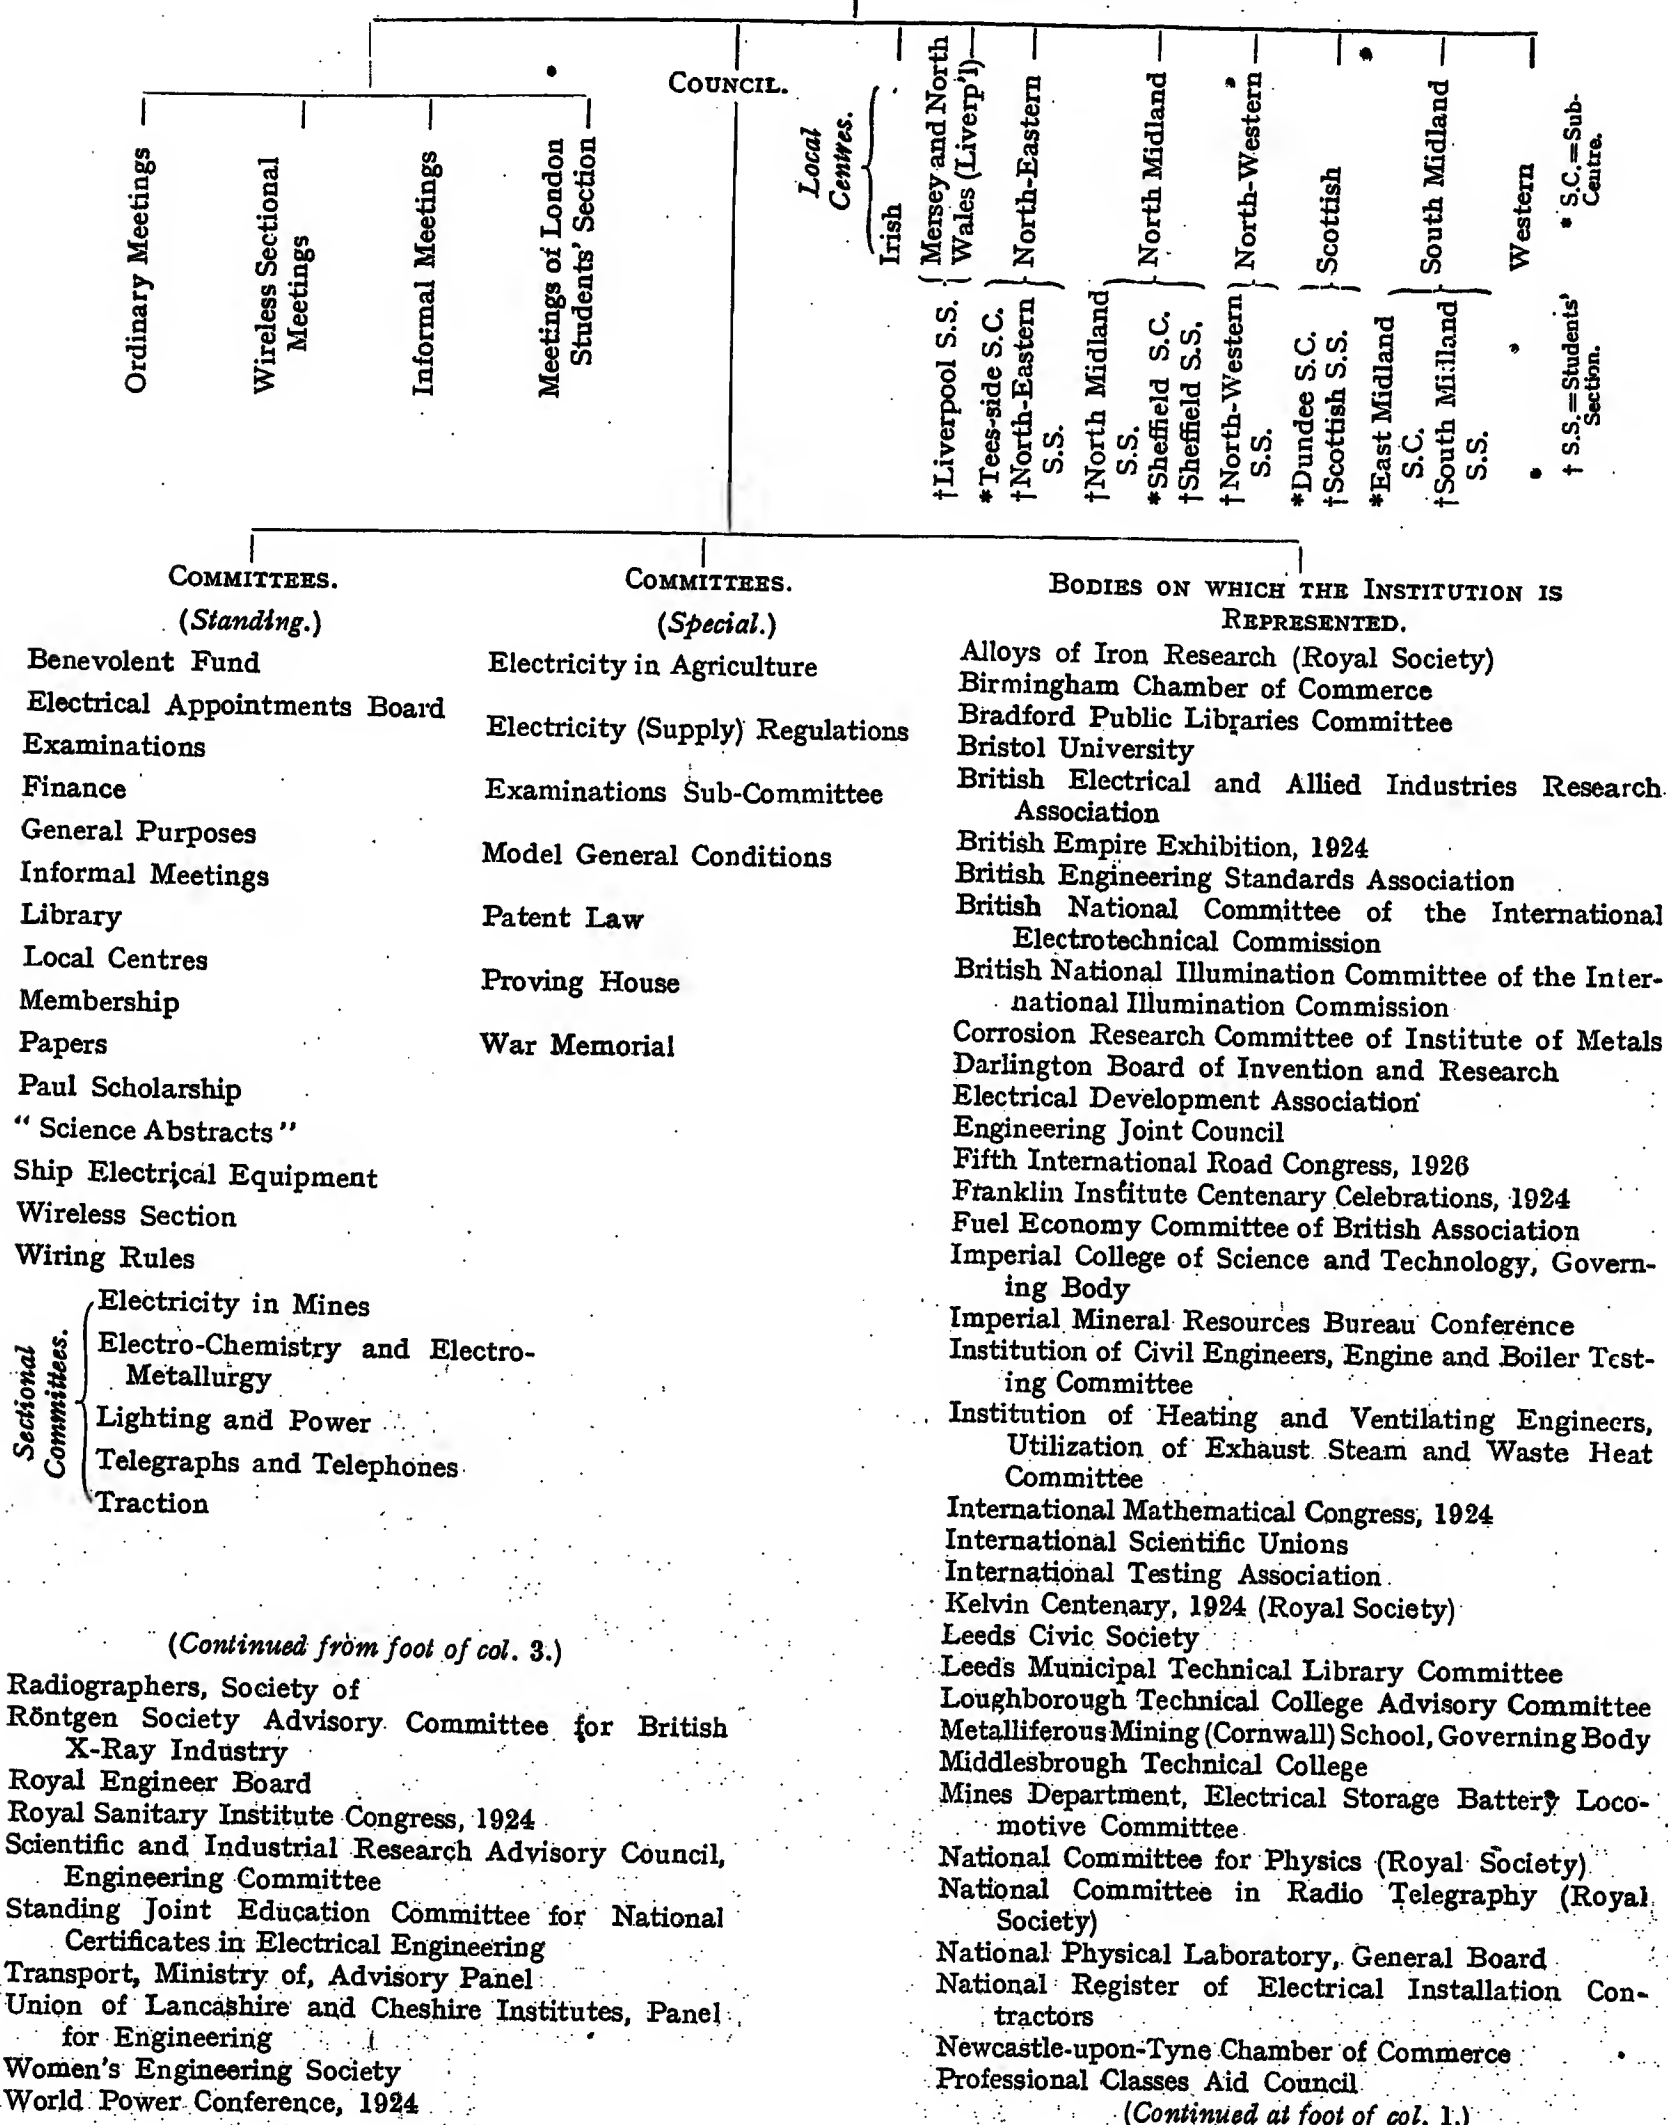 COUNCIL.
Ordinary Meetings
Wireless Sectional
Meetings
Informal Meetings
Meetings of London
Students' Section
Local
Centres.
Irish
Mersey and North
Wales (Liverp'l)
North-Eastern
North Midland
North-Western
Scottish
South Midland
Western
* S.C.=Sub-
Centre.
†Liverpool S.S.
*Tees-side S.C.
†North-Eastern
S.S.
†North Midland
S.S.
*Sheffield S.C.
†Sheffield S.S.
†North-Western
S.S.
*Dundee S.C.
†Scottish S.S.
*East Midland
S.C.
†South Midland
S.S.
† S.S.=Students'
Section.
COMMITTEES.
(Standing.)
Benevolent Fund
Electrical Appointments Board
Examinations
Finance
General Purposes
Informal Meetings
Library
Local Centres
Membership
Papers
Paul Scholarship
" Science Abstracts "
Ship Electrical Equipment
Wireless Section
Wiring Rules
Sectional
Committees.
Electricity in Mines
Electro-Chemistry and Electro-
Metallurgy
Lighting and Power
Telegraphs and Telephones
Traction
COMMITTEES.
(Special.)
Electricity in Agriculture
Electricity (Supply) Regulations
Examinations Sub-Committee
Model General Conditions
Patent Law
Proving House
War Memorial
BODIES ON WHICH THE INSTITUTION IS
REPRESENTED.
Alloys of Iron Research (Royal Society)
Birmingham Chamber of Commerce
Bradford Public Libraries Committee
Bristol University
British Electrical and Allied Industries Research
Association
British Empire Exhibition, 1924
British Engineering Standards Association
British National Committee of the International
Electrotechnical Commission
British National Illumination Committee of the Inter-
national Illumination Commission
Corrosion Research Committee of Institute of Metals
Darlington Board of Invention and Research
Electrical Development Association
Engineering Joint Council
Fifth International Road Congress, 1926
Franklin Institute Centenary Celebrations, 1924
Fuel Economy Committee of British Association
Imperial College of Science and Technology, Govern-
ing Body
Imperial Mineral Resources Bureau Conference
Institution of Civil Engineers, Engine and Boiler Test-
ing Committee
Institution of Heating and Ventilating Engineers,
Utilization of Exhaust Steam and Waste Heat
Committee
International Mathematical Congress, 1924
International Scientific Unions
International Testing Association
Kelvin Centenary, 1924 (Royal Society)
Leeds Civic Society
Leeds Municipal Technical Library Committee
Loughborough Technical College Advisory Committee
Metalliferous Mining (Cornwall) School, Governing Body
Middlesbrough Technical College
Mines Department, Electrical Storage Battery Loco-
motive Committee
National Committee for Physics (Royal Society)
National Committee in Radio Telegraphy (Royal
Society)
National Physical Laboratory, General Board
National Register of Electrical Installation Con-
tractors
Newcastle-upon-Tyne Chamber of Commerce
Professional Classes Aid Council
(Continued at foot of col. 1.)
(Continued from foot of col. 3.)
Radiographers, Society of
Röntgen Society Advisory Committee for British
X-Ray Industry
Royal Engineer Board
Royal Sanitary Institute Congress, 1924
Scientific and Industrial Research Advisory Council,
Engineering Committee
Standing Joint Education Committee for National
Certificates in Electrical Engineering
Transport, Ministry of, Advisory Panel
Union of Lancashire and Cheshire Institutes, Panel
for Engineering
Women's Engineering Society
World Power Conference, 1924